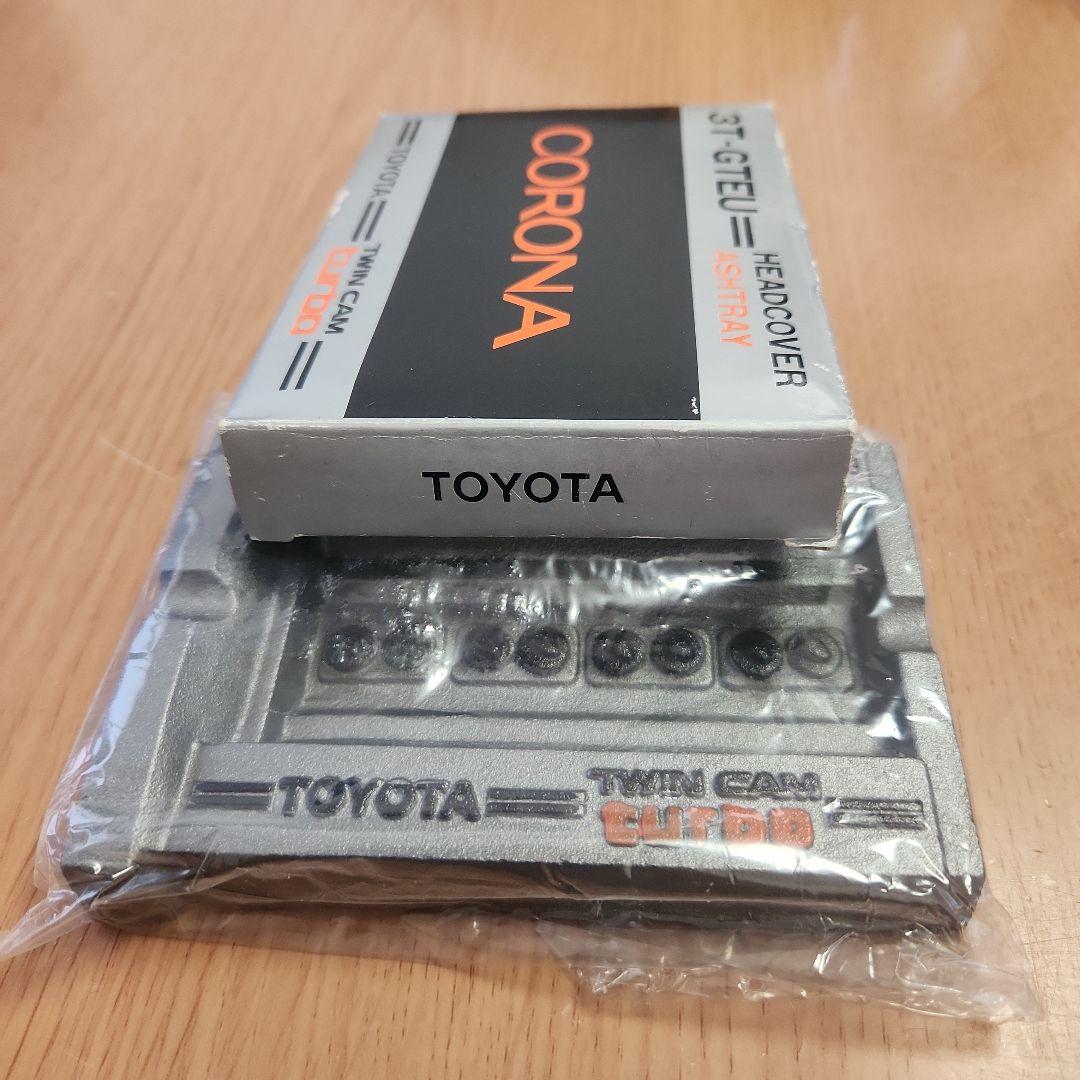 3T-GTEU
HEADCOVER
ASHTRAY
CORONA
TOYOTA
TWIN CAM
turbo
TOYOTA
TOYOTA
TWIN CAM
turbo